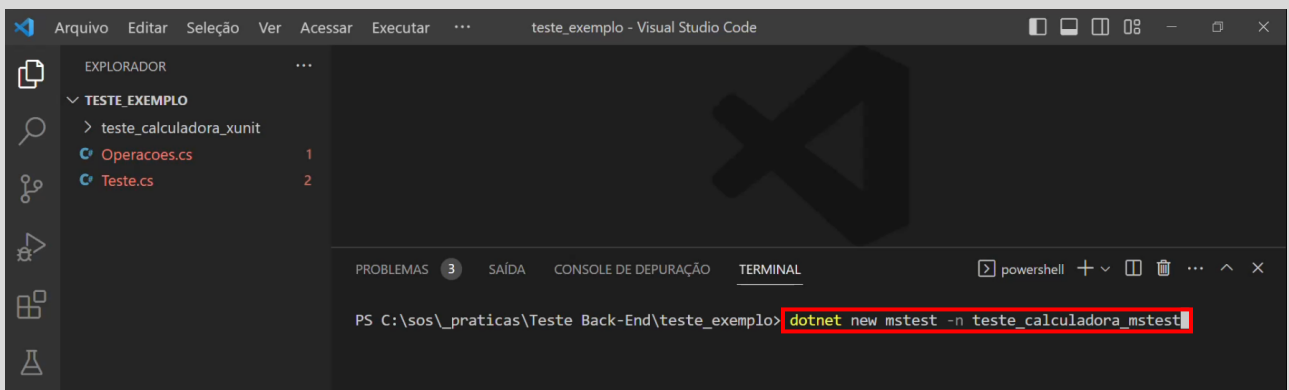 Arquivo Editar Seleção Ver Acessar Executar ··· teste_exemplo - Visual Studio Code
EXPLORADOR ···
TESTE_EXEMPLO
teste_calculadora_xunit
Operacoes.cs 1
Teste.cs 2
PROBLEMAS 3 SAÍDA CONSOLE DE DEPURAÇÃO TERMINAL powershell
PS C:\sos\_praticas\Teste Back-End\teste_exemplo> dotnet new mstest -n teste_calculadora_mstest